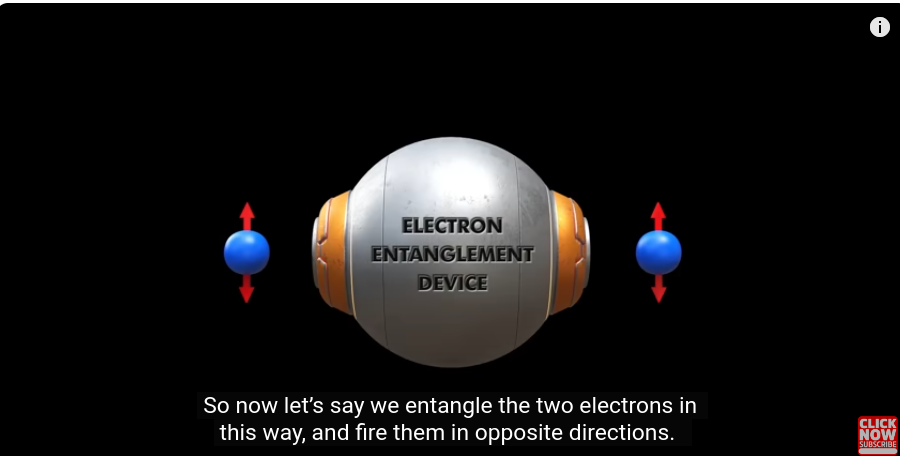 ELECTRON
ENTANGLEMENT
DEVICE
So now let’s say we entangle the two electrons in
this way, and fire them in opposite directions.
CLICK
NOW
SUBSCRIBE